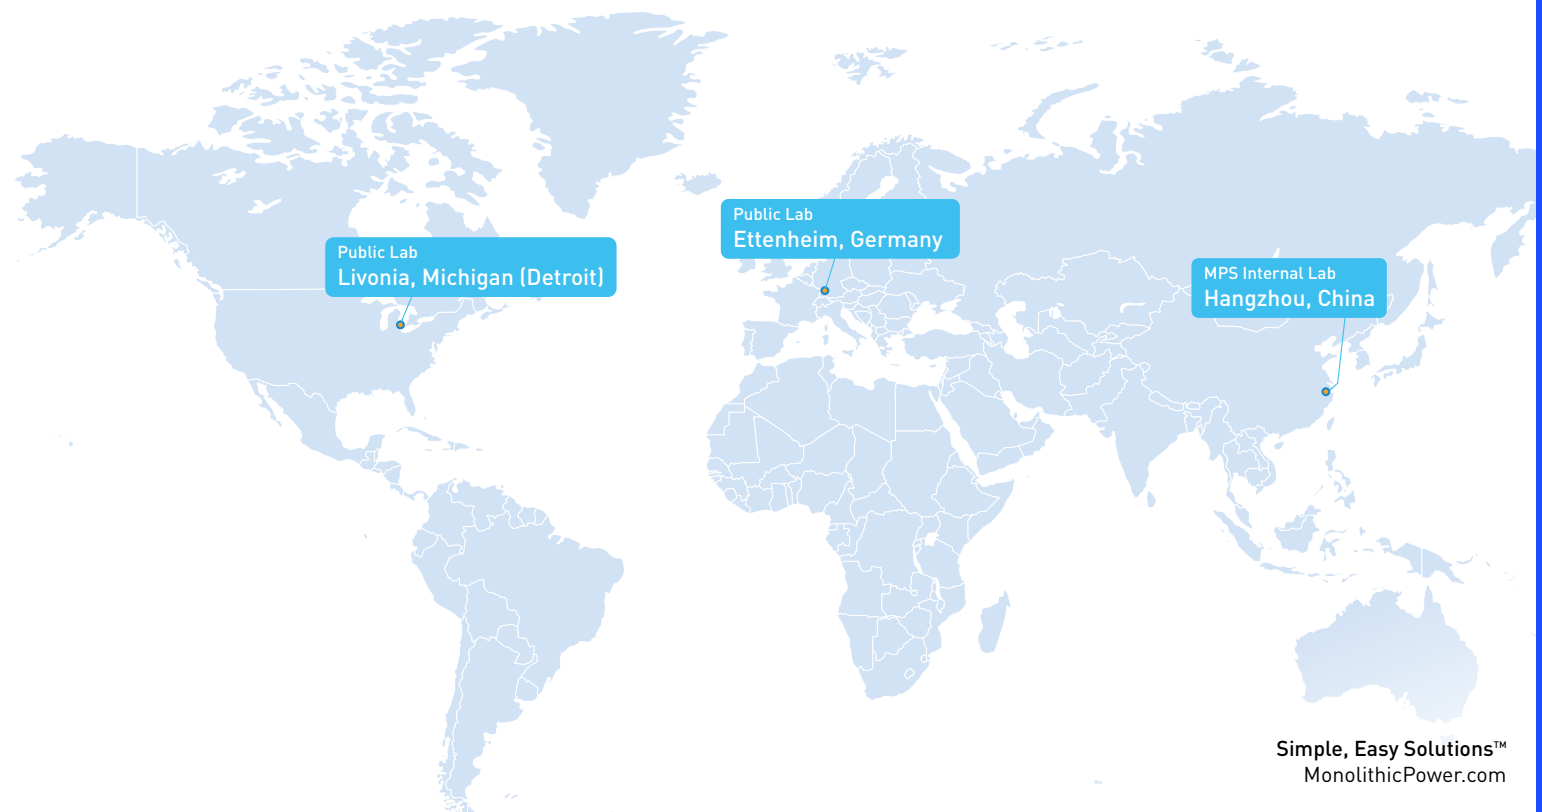 Public Lab
Ettenheim, Germany
Public Lab
Livonia, Michigan (Detroit)
MPS Internal Lab
Hangzhou, China
Simple, Easy Solutions™
MonolithicPower.com